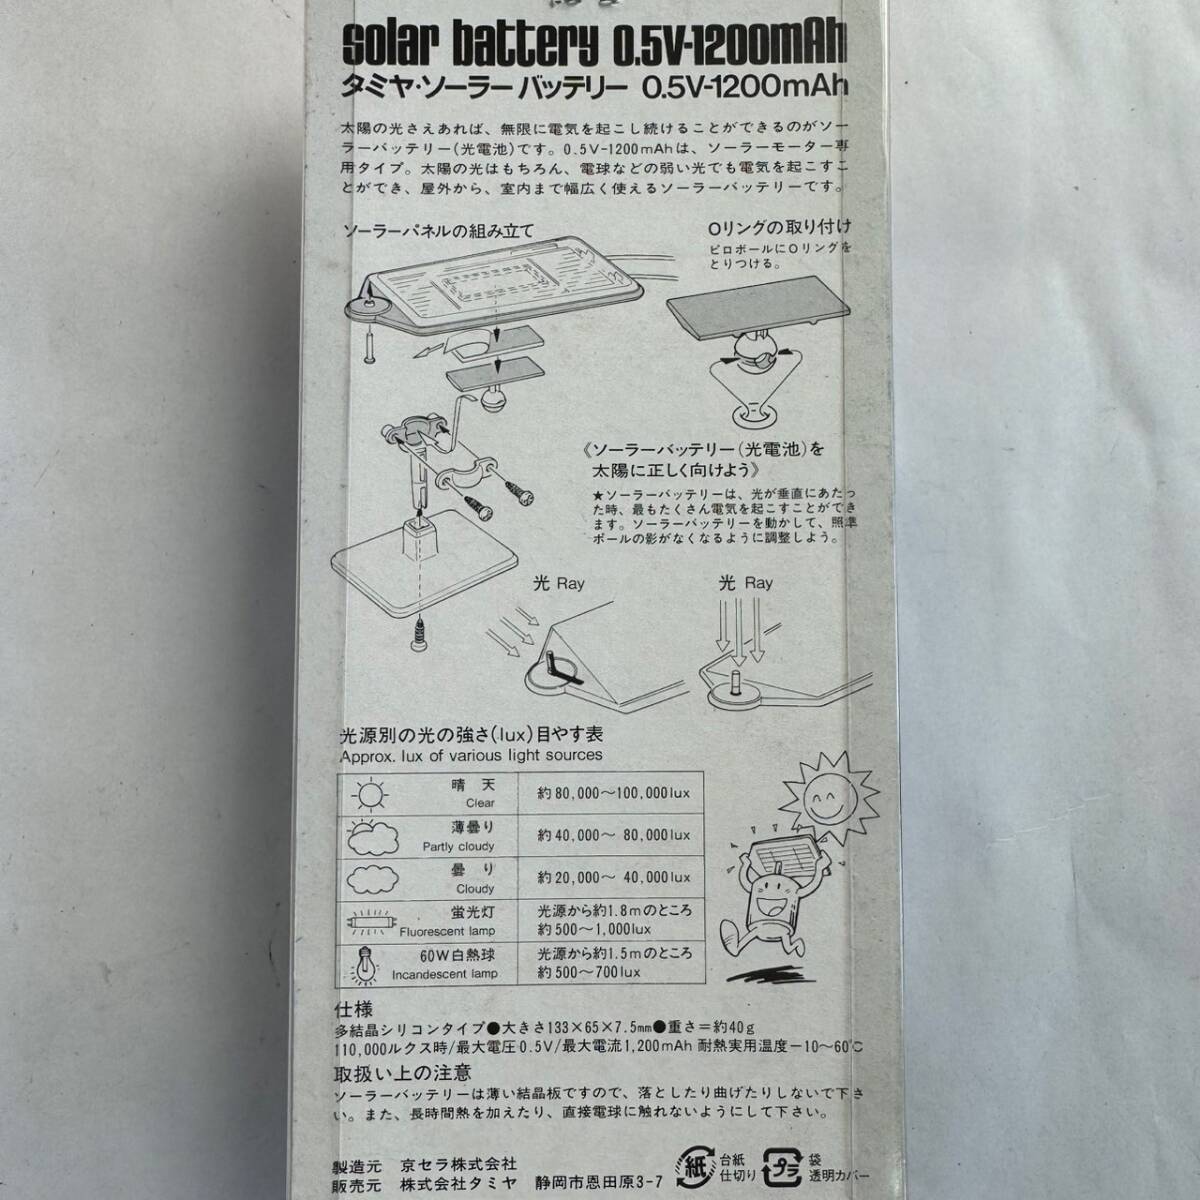 solar battery 0.5V-1200mAh
タミヤ・ソーラーバッテリー 0.5V-1200mAh
太陽の光さえあれば、無限に電気を起こし続けることができるのがソー
ラーバッテリー(光電池)です。0.5V-1200mAhは、ソーラーモーター専
用タイプ。太陽の光はもちろん、電球などの弱い光でも電気を起こすこ
とができ、屋外から、室内まで幅広く使えるソーラーバッテリーです。
ソーラーパネルの組み立て
Oリングの取り付け
ピロボールにOリングを
とりつける。
《ソーラーバッテリー(光電池)を
太陽に正しく向けよう》
★ソーラーバッテリーは、光が垂直にあたっ
た時、最もたくさん電気を起こすことができ
ます。ソーラーバッテリーを動かして、照準
ポールの影がなくなるように調整しよう。
光 Ray
光 Ray
光源別の光の強さ(lux)目やす表
Approx. lux of various light sources
晴天 約80,000～100,000lux
Clear
薄曇り 約40,000～ 80,000lux
Partly cloudy
曇り 約20,000～ 40,000lux
Cloudy
蛍光灯 光源から約1.8mのところ
Fluorescent lamp 約500～1,000lux
60W白熱球 光源から約1.5mのところ
Incandescent lamp 約500～700lux
仕様
多結晶シリコンタイプ●大きさ133×65×7.5mm●重さ＝約40g
110,000ルクス時/最大電圧0.5V/最大電流1,200mAh 耐熱実用温度－10～60℃
取扱い上の注意
ソーラーバッテリーは薄い結晶板ですので、落としたり曲げたりしないで下さ
い。また、長時間熱を加えたり、直接電球に触れないようにして下さい。
製造元 京セラ株式会社
販売元 株式会社タミヤ 静岡市恩田原3-7
紙 台紙
仕切り
プラ 袋
透明カバー